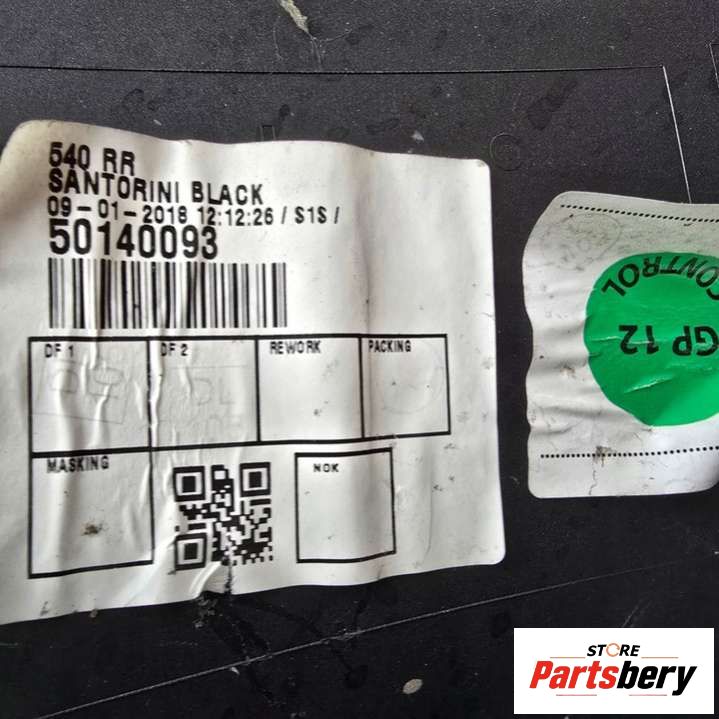 540 RR
SANTORINI BLACK
09-01-2018 12:12:26 / S1S /
50140093
DF 1
DF 2
REWORK
PACKING
MASKING
NOK
CONTROL
GP 12
STORE
Partsbery